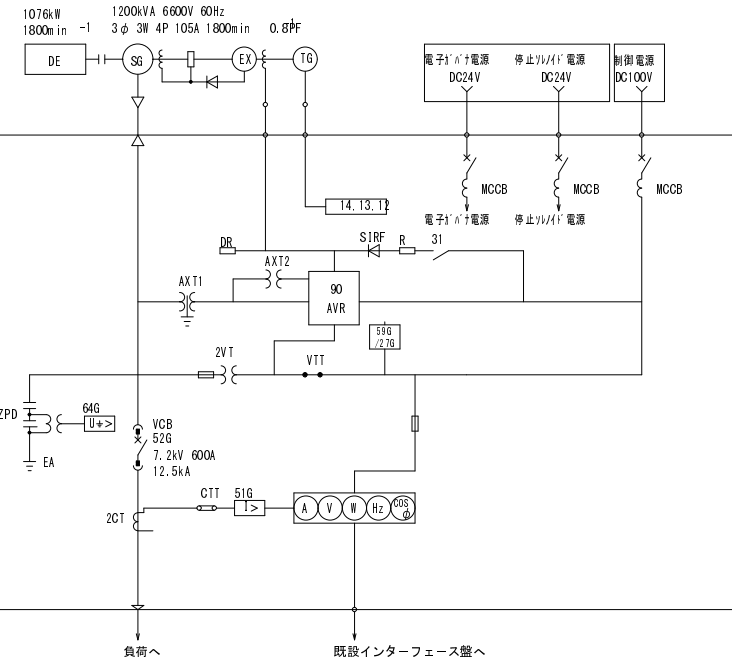 1076kW
1800min -1
1200kVA 6600V 60Hz
3φ 3W 4P 105A 1800min -1 0.8PF
DE
SG
EX
TG
電子ガバナ電源
DC24V
停止ソレノイド電源
DC24V
制御電源
DC100V
MCCB
MCCB
MCCB
電子ガバナ電源
停止ソレノイド電源
14.13.12
DR
SIRF
R
31
AXT1
AXT2
90
AVR
59G
/27G
2VT
VTT
ZPD
64G
U⏚>
EA
VCB
52G
7.2kV 600A
12.5kA
CTT
51G
I>
2CT
A
V
W
Hz
COS
φ
負荷へ
既設インターフェース盤へ